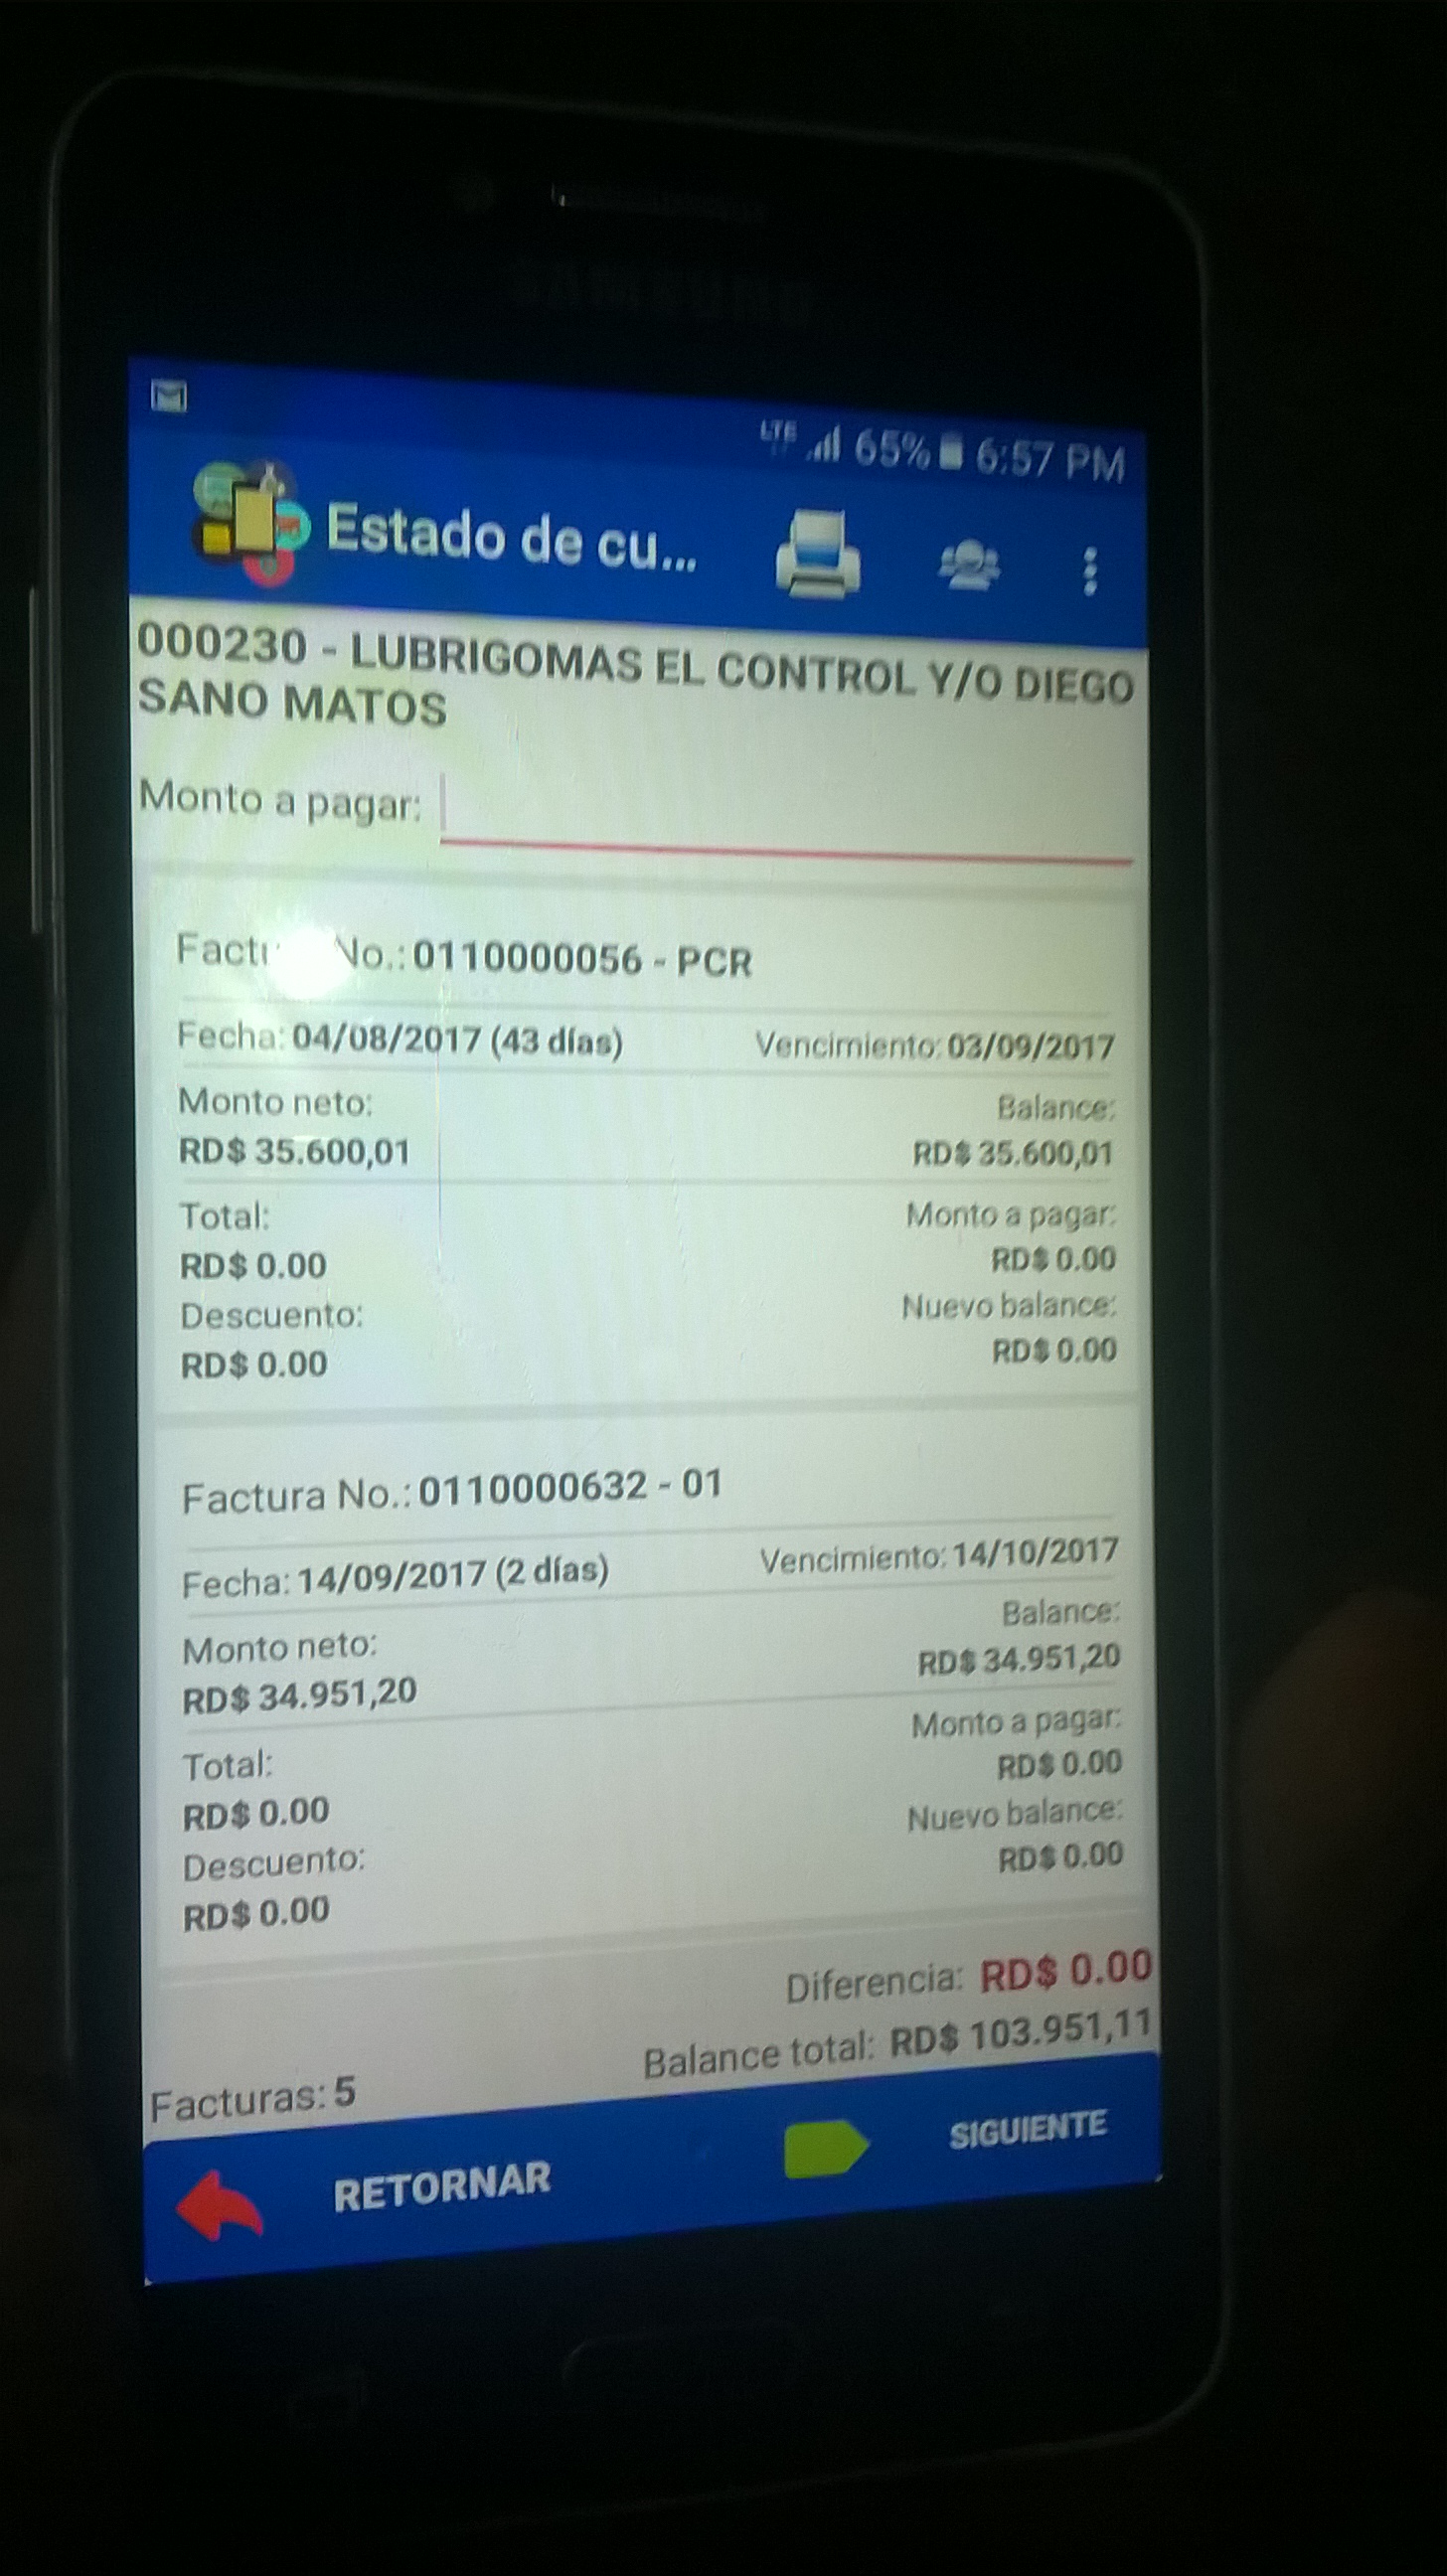 SAMSUNG
LTE 65% 6:57 PM
Estado de cu...
000230 - LUBRIGOMAS EL CONTROL Y/O DIEGO
SANO MATOS
Monto a pagar:
No.: 0110000056 - PCR
Fecha: 04/08/2017 (43 días) Vencimiento: 03/09/2017
Monto neto: Balance:
RD$ 35.600,01 RD$ 35.600,01
Total: Monto a pagar:
RD$ 0.00 RD$ 0.00
Descuento: Nuevo balance:
RD$ 0.00 RD$ 0.00
Factura No.: 0110000632 - 01
Fecha: 14/09/2017 (2 días) Vencimiento: 14/10/2017
Monto neto: Balance:
RD$ 34.951,20 RD$ 34.951,20
Total: Monto a pagar:
RD$ 0.00 RD$ 0.00
Descuento: Nuevo balance:
RD$ 0.00 RD$ 0.00
Diferencia: RD$ 0.00
Facturas: 5 Balance total: RD$ 103.951,11
RETORNAR SIGUIENTE